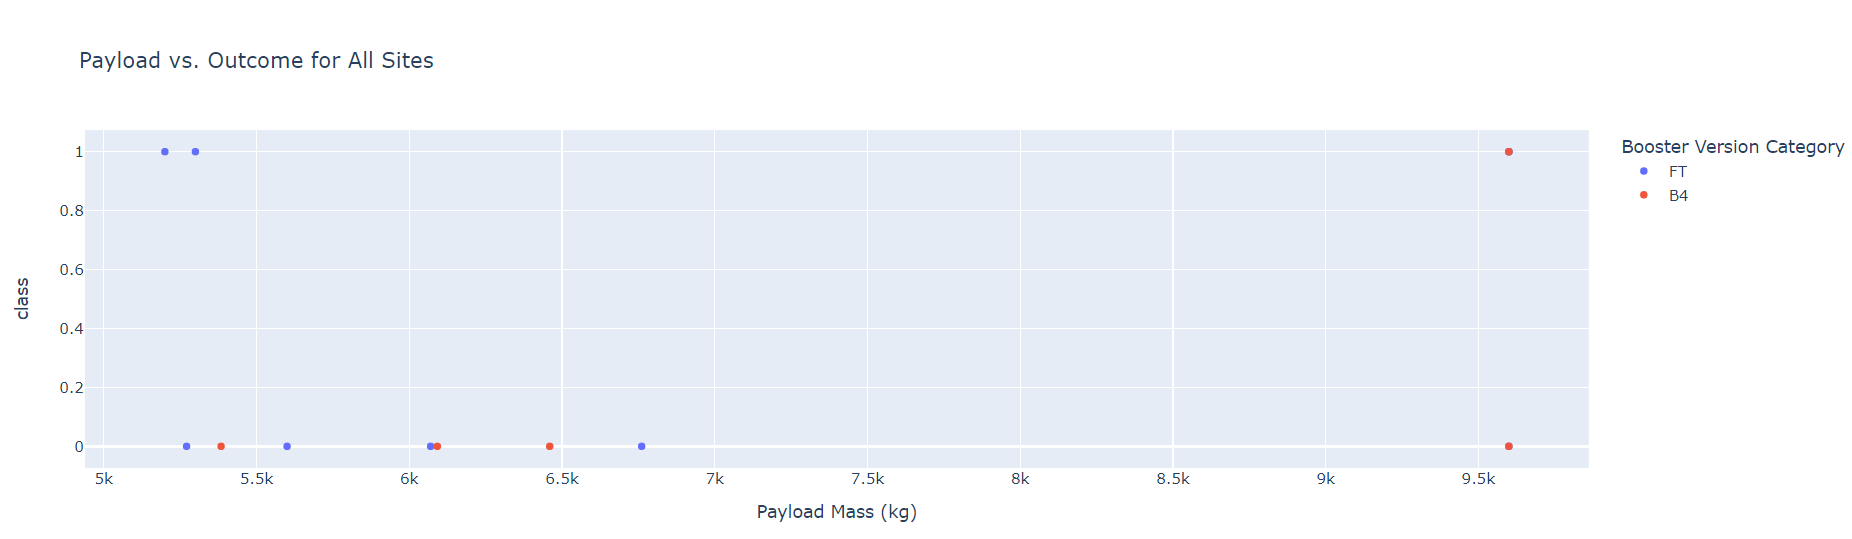 Payload vs. Outcome for All Sites
1
0.8
0.6
0.4
0.2
0
class
5k 5.5k 6k 6.5k 7k 7.5k 8k 8.5k 9k 9.5k
Payload Mass (kg)
Booster Version Category
FT
B4